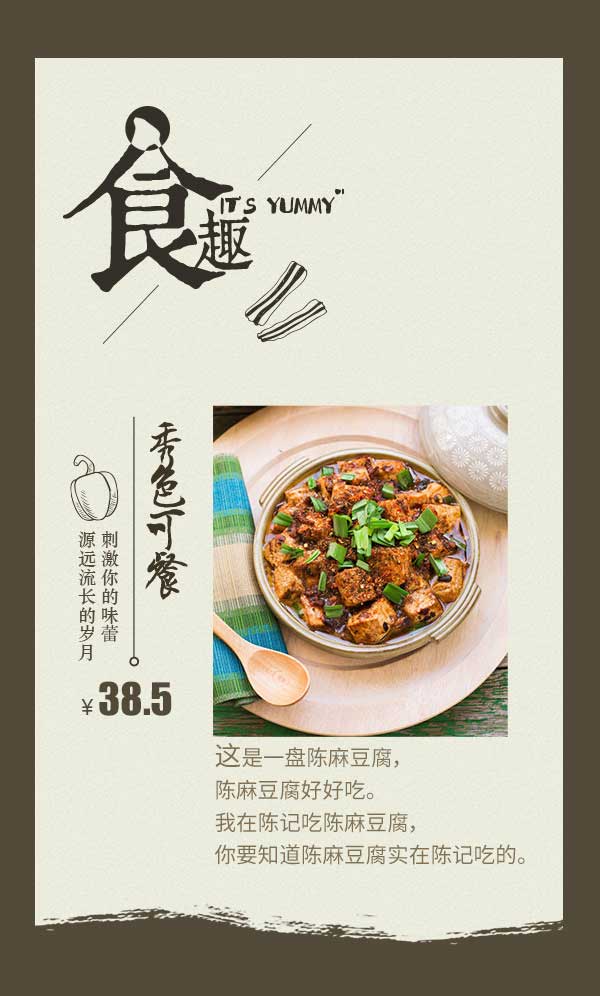 食趣
IT'S YUMMY"
秀色可餐
刺激你的味蕾
源远流长的岁月
¥38.5
这是一盘陈麻豆腐，
陈麻豆腐好好吃。
我在陈记吃陈麻豆腐，
你要知道陈麻豆腐实在陈记吃的。